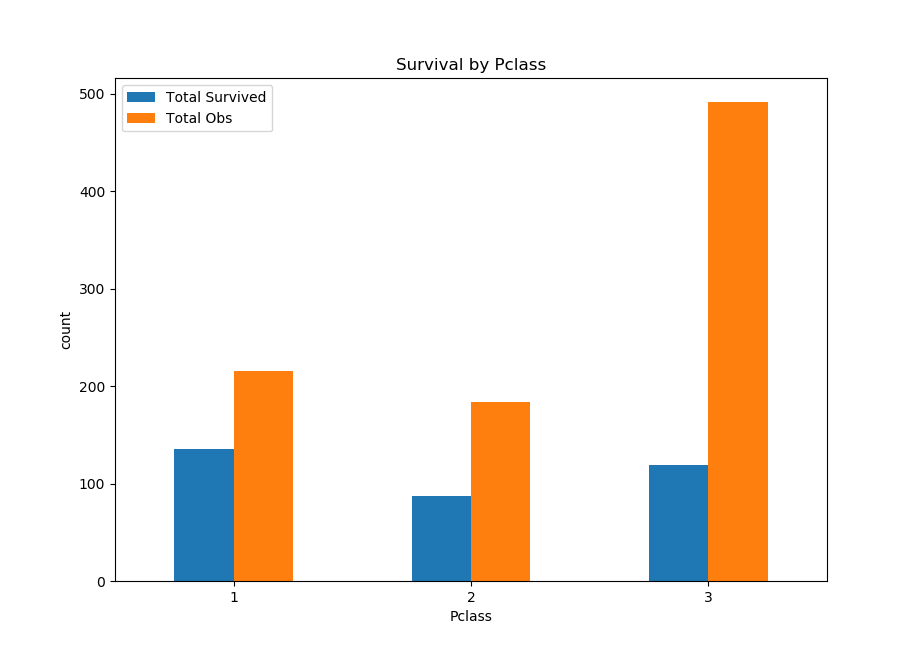 Survival by Pclass
Total Survived
Total Obs
500
400
300
200
100
0
count
1 2 3
Pclass